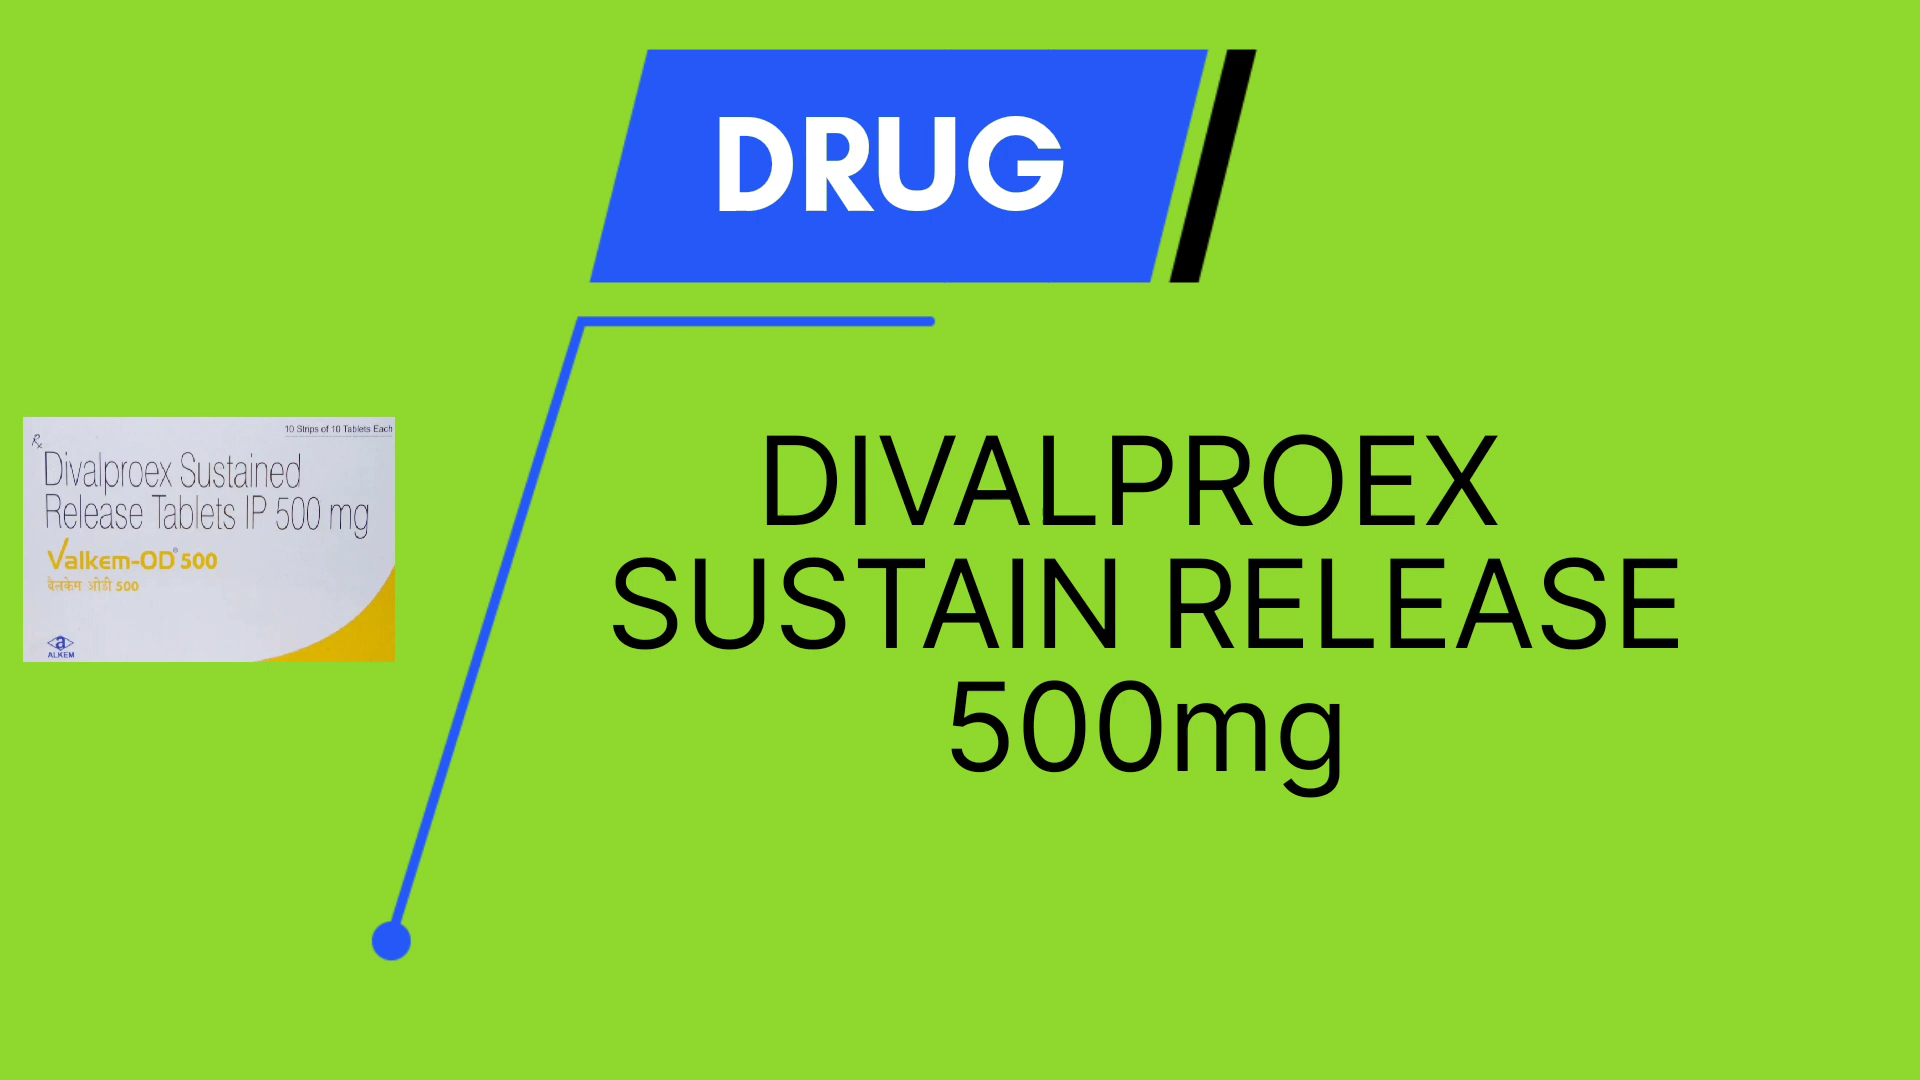 DRUG
10 Strips of 10 Tablets Each
Rx
Divalproex Sustained
Release Tablets IP 500 mg
Valkem-OD® 500
वैलकेम ओडी 500
a
ALKEM
DIVALPROEX
SUSTAIN RELEASE
500mg